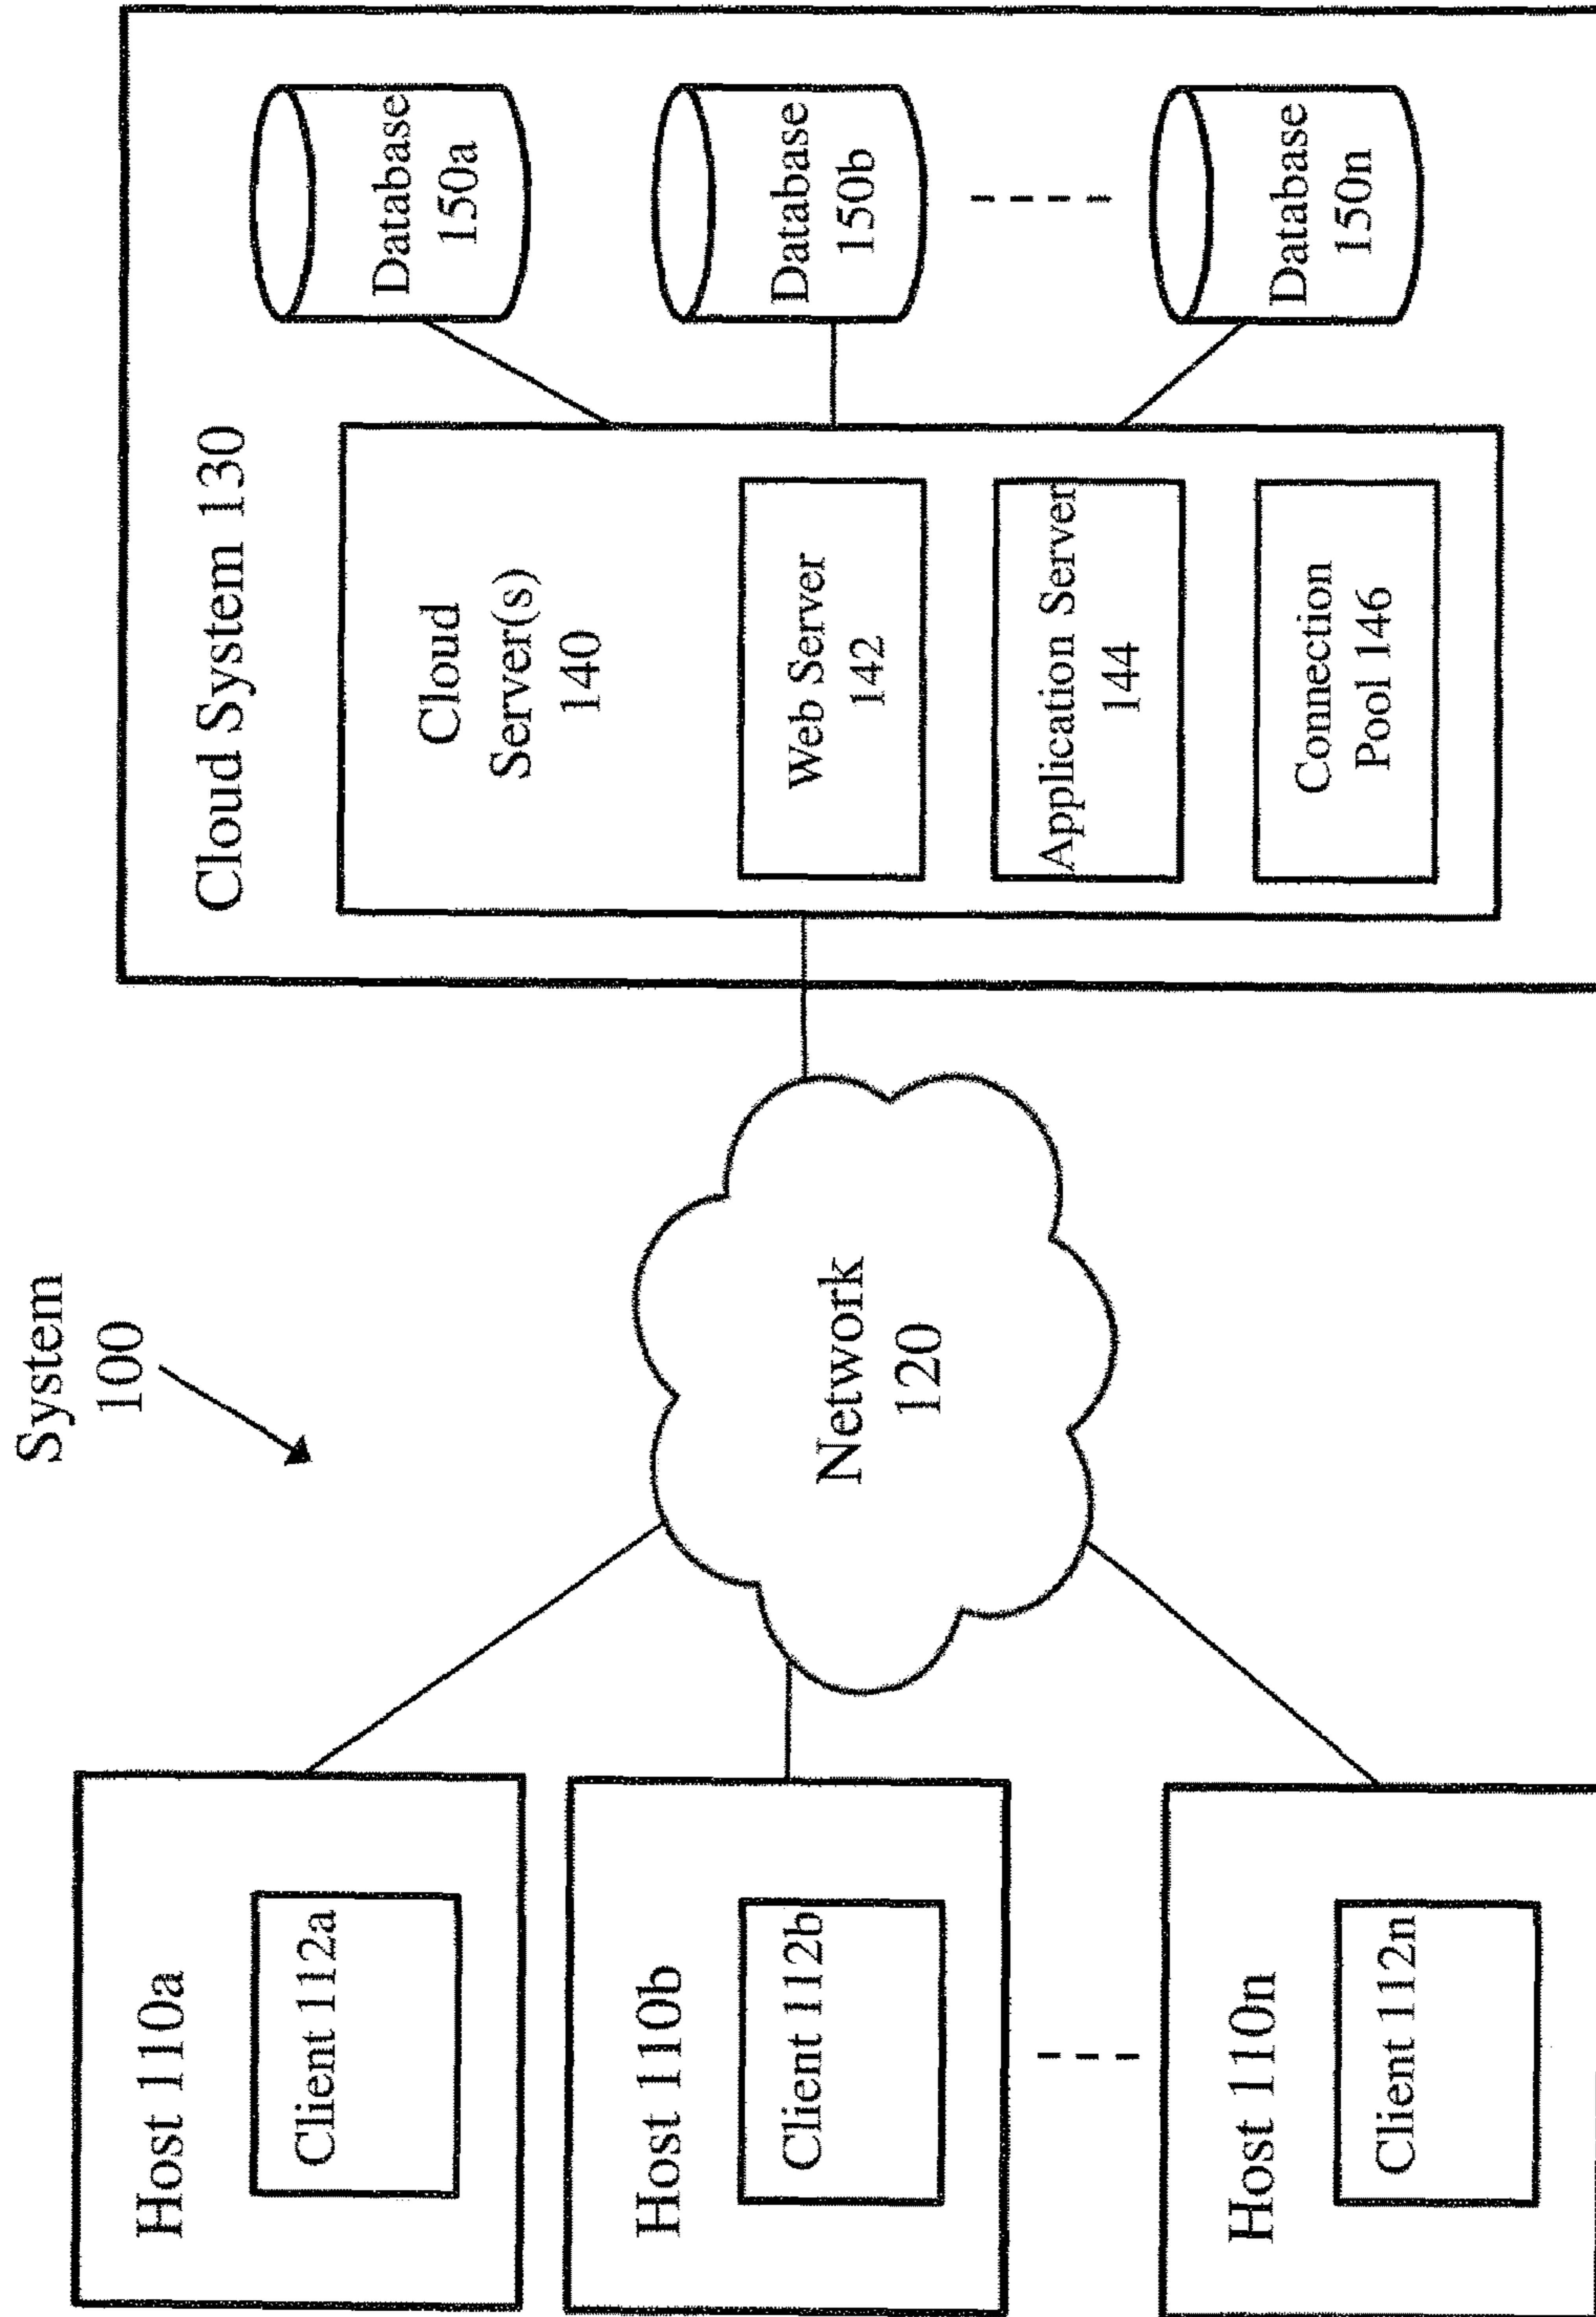 System
100
Host 110a
Client 112a
Host 110b
Client 112b
Host 110n
Client 112n
Network
120
Cloud System 130
Cloud
Server(s)
140
Web Server
142
Application Server
144
Connection
Pool 146
Database
150a
Database
150b
Database
150n